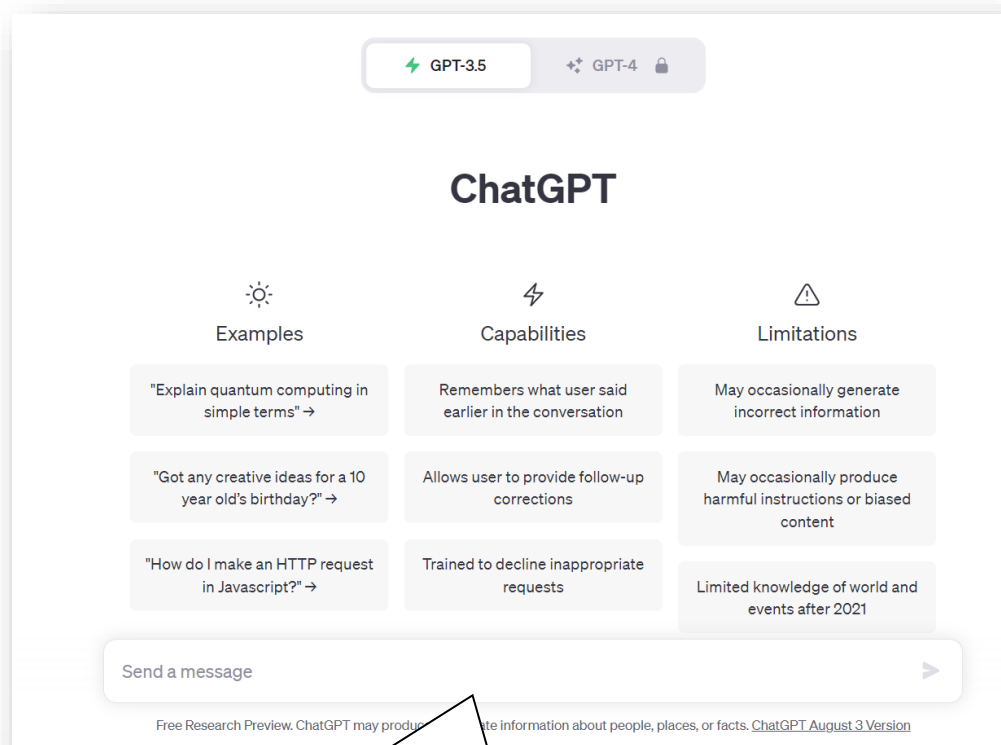 GPT-3.5
GPT-4
ChatGPT
Examples
Capabilities
Limitations
"Explain quantum computing in
simple terms" →
Remembers what user said
earlier in the conversation
May occasionally generate
incorrect information
"Got any creative ideas for a 10
year old's birthday?" →
Allows user to provide follow-up
corrections
May occasionally produce
harmful instructions or biased
content
"How do I make an HTTP request
in Javascript?" →
Trained to decline inappropriate
requests
Limited knowledge of world and
events after 2021
Send a message
Free Research Preview. ChatGPT may information about people, places, or facts. ChatGPT August 3 Version